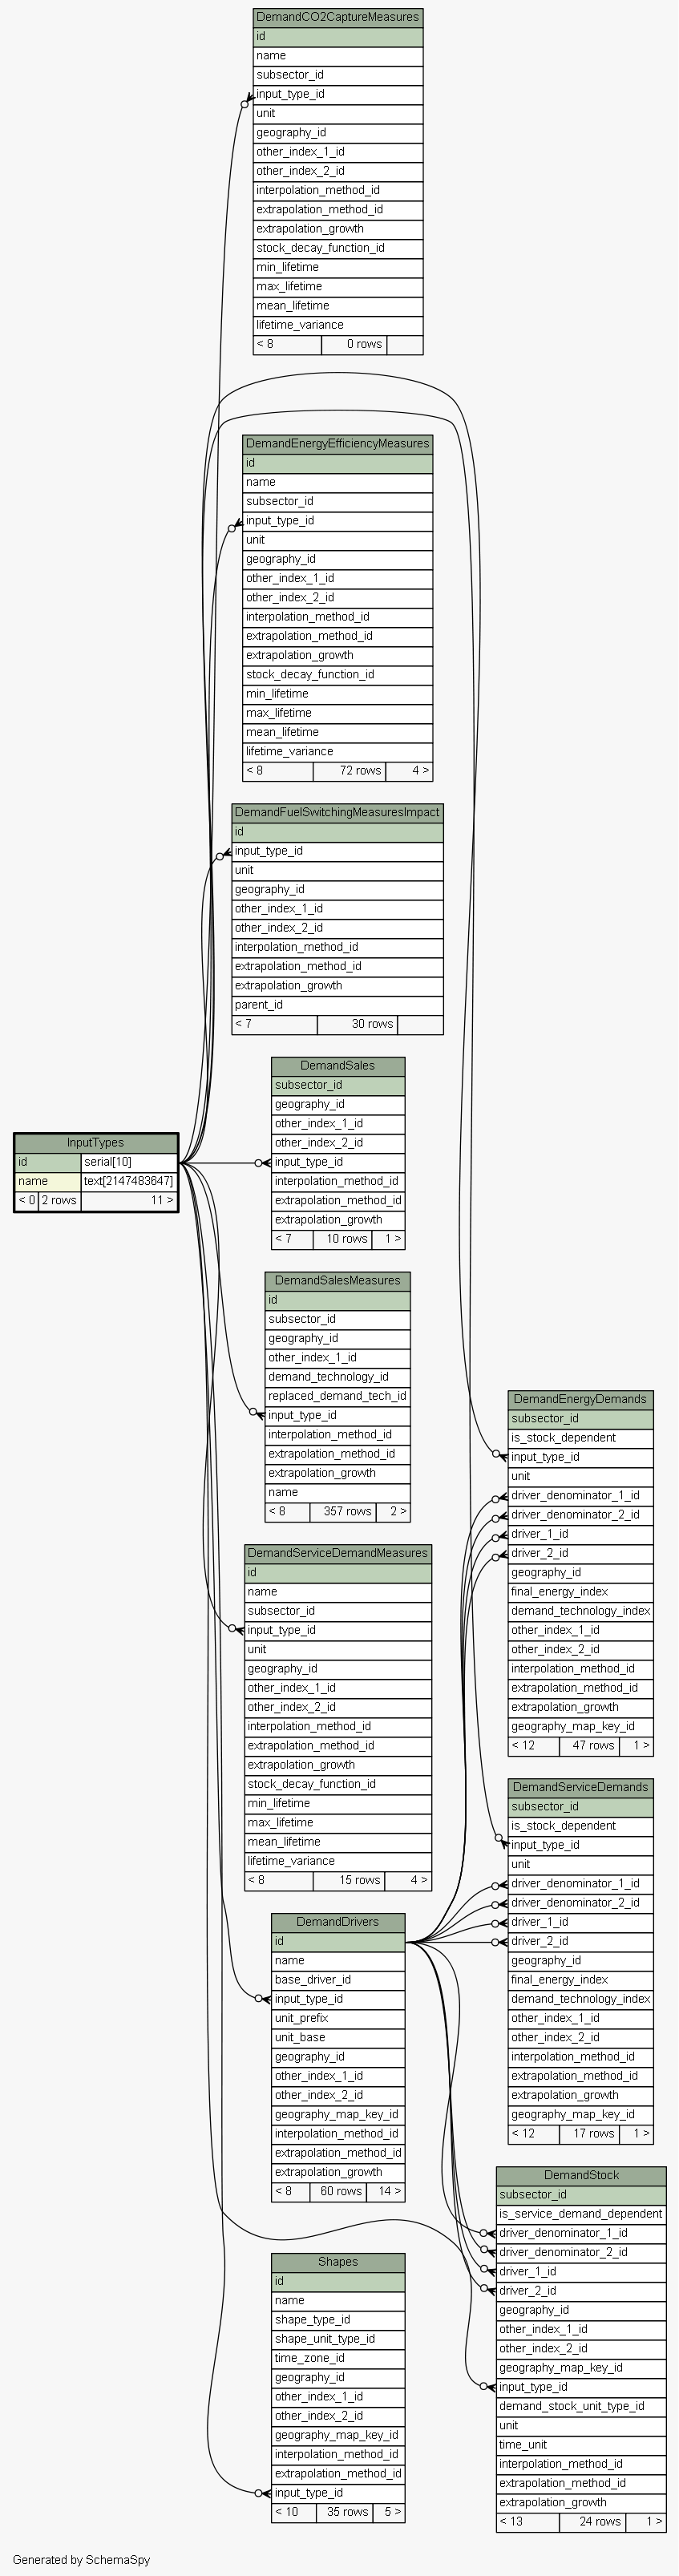 DemandCO2CaptureMeasures
id
name
subsector_id
input_type_id
unit
geography_id
other_index_1_id
other_index_2_id
interpolation_method_id
extrapolation_method_id
extrapolation_growth
stock_decay_function_id
min_lifetime
max_lifetime
mean_lifetime
lifetime_variance
< 8 0 rows
DemandEnergyEfficiencyMeasures
id
name
subsector_id
input_type_id
unit
geography_id
other_index_1_id
other_index_2_id
interpolation_method_id
extrapolation_method_id
extrapolation_growth
stock_decay_function_id
min_lifetime
max_lifetime
mean_lifetime
lifetime_variance
< 8 72 rows 4 >
DemandFuelSwitchingMeasuresImpact
id
input_type_id
unit
geography_id
other_index_1_id
other_index_2_id
interpolation_method_id
extrapolation_method_id
extrapolation_growth
parent_id
< 7 30 rows
DemandSales
subsector_id
geography_id
other_index_1_id
other_index_2_id
input_type_id
interpolation_method_id
extrapolation_method_id
extrapolation_growth
< 7 10 rows 1 >
InputTypes
id serial[10]
name text[2147483647]
< 0 2 rows 11 >
DemandSalesMeasures
id
subsector_id
geography_id
other_index_1_id
demand_technology_id
replaced_demand_tech_id
input_type_id
interpolation_method_id
extrapolation_method_id
extrapolation_growth
name
< 8 357 rows 2 >
DemandEnergyDemands
subsector_id
is_stock_dependent
input_type_id
unit
driver_denominator_1_id
driver_denominator_2_id
driver_1_id
driver_2_id
geography_id
final_energy_index
demand_technology_index
other_index_1_id
other_index_2_id
interpolation_method_id
extrapolation_method_id
extrapolation_growth
geography_map_key_id
< 12 47 rows 1 >
DemandServiceDemandMeasures
id
name
subsector_id
input_type_id
unit
geography_id
other_index_1_id
other_index_2_id
interpolation_method_id
extrapolation_method_id
extrapolation_growth
stock_decay_function_id
min_lifetime
max_lifetime
mean_lifetime
lifetime_variance
< 8 15 rows 4 >
DemandServiceDemands
subsector_id
is_stock_dependent
input_type_id
unit
driver_denominator_1_id
driver_denominator_2_id
driver_1_id
driver_2_id
geography_id
final_energy_index
demand_technology_index
other_index_1_id
other_index_2_id
interpolation_method_id
extrapolation_method_id
extrapolation_growth
geography_map_key_id
< 12 17 rows 1 >
DemandDrivers
id
name
base_driver_id
input_type_id
unit_prefix
unit_base
geography_id
other_index_1_id
other_index_2_id
geography_map_key_id
interpolation_method_id
extrapolation_method_id
extrapolation_growth
< 8 60 rows 14 >
DemandStock
subsector_id
is_service_demand_dependent
driver_denominator_1_id
driver_denominator_2_id
driver_1_id
driver_2_id
geography_id
other_index_1_id
other_index_2_id
geography_map_key_id
input_type_id
demand_stock_unit_type_id
unit
time_unit
interpolation_method_id
extrapolation_method_id
extrapolation_growth
< 13 24 rows 1 >
Shapes
id
name
shape_type_id
shape_unit_type_id
time_zone_id
geography_id
other_index_1_id
other_index_2_id
geography_map_key_id
interpolation_method_id
extrapolation_method_id
input_type_id
< 10 35 rows 5 >
Generated by SchemaSpy